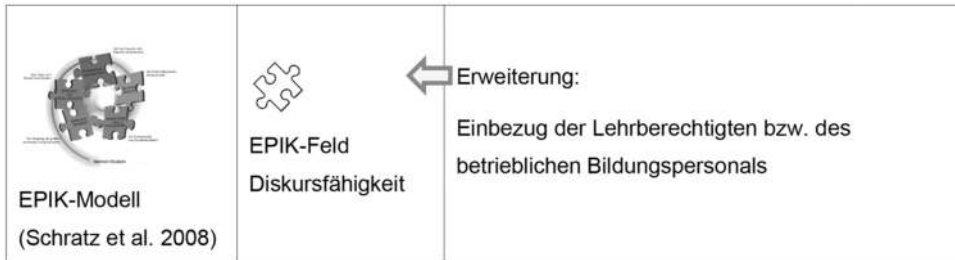 EPIK-Modell
(Schratz et al. 2008)
EPIK-Feld
Diskursfähigkeit
Erweiterung:
Einbezug der Lehrberechtigten bzw. des
betrieblichen Bildungspersonals